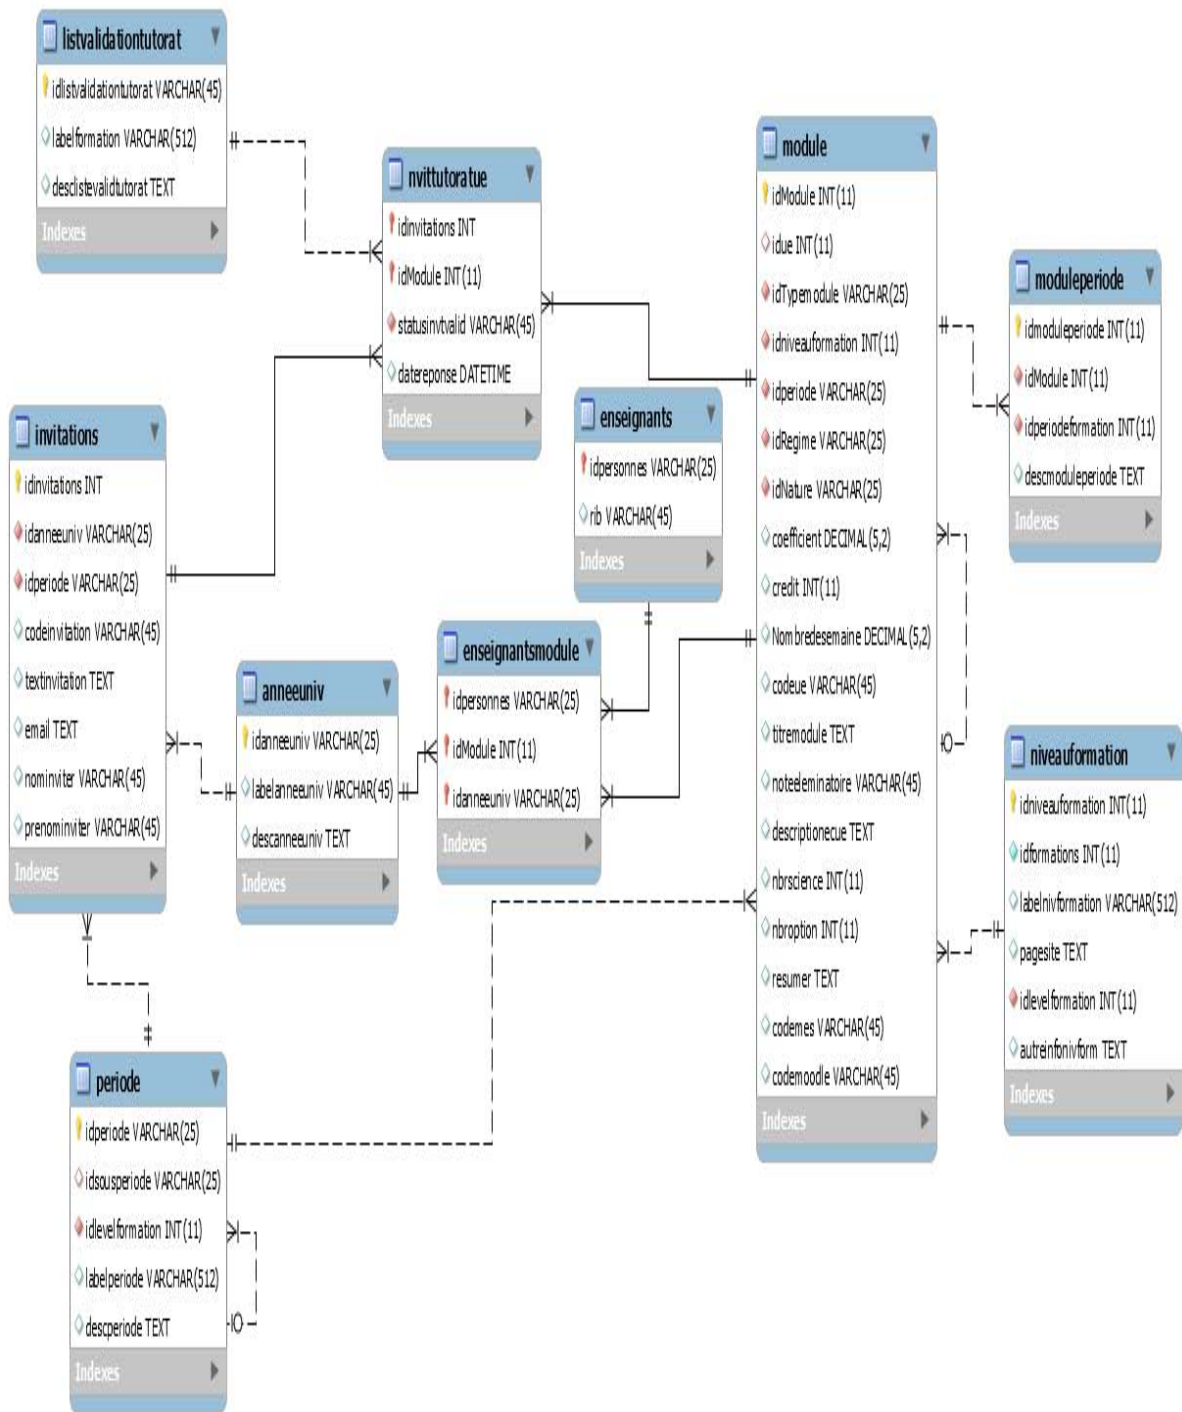 listvalidationtutorat
idlistvalidationtutorat VARCHAR(45)
labelformation VARCHAR(512)
desclistevalidtutorat TEXT
Indexes
nvittutoratue
idinvitations INT
idModule INT(11)
statusinvtvalid VARCHAR(45)
datereponse DATETIME
Indexes
module
idModule INT(11)
idue INT(11)
idTypemodule VARCHAR(25)
idniveauformation INT(11)
idperiode VARCHAR(25)
idRegime VARCHAR(25)
idNature VARCHAR(25)
coefficient DECIMAL(5,2)
credit INT(11)
Nombredesemaine DECIMAL(5,2)
codeue VARCHAR(45)
titremodule TEXT
noteeleminatoire VARCHAR(45)
descriptionecue TEXT
nbrscience INT(11)
nbroption INT(11)
resumer TEXT
codemes VARCHAR(45)
codemoodle VARCHAR(45)
Indexes
moduleperiode
idmoduleperiode INT(11)
idModule INT(11)
idperiodeformation INT(11)
descmoduleperiode TEXT
Indexes
enseignants
idpersonnes VARCHAR(25)
rib VARCHAR(45)
Indexes
invitations
idinvitations INT
idanneeuniv VARCHAR(25)
idperiode VARCHAR(25)
codeinvitation VARCHAR(45)
textinvitation TEXT
email TEXT
nominviter VARCHAR(45)
prenominviter VARCHAR(45)
Indexes
anneeuniv
idanneeuniv VARCHAR(25)
labelanneeuniv VARCHAR(45)
descanneeuniv TEXT
Indexes
enseignantsmodule
idpersonnes VARCHAR(25)
idModule INT(11)
idanneeuniv VARCHAR(25)
Indexes
niveauformation
idniveauformation INT(11)
idformations INT(11)
labelnivformation VARCHAR(512)
pagesite TEXT
idlevelformation INT(11)
autreinfonivform TEXT
Indexes
periode
idperiode VARCHAR(25)
idsousperiode VARCHAR(25)
idlevelformation INT(11)
labelperiode VARCHAR(512)
descperiode TEXT
Indexes